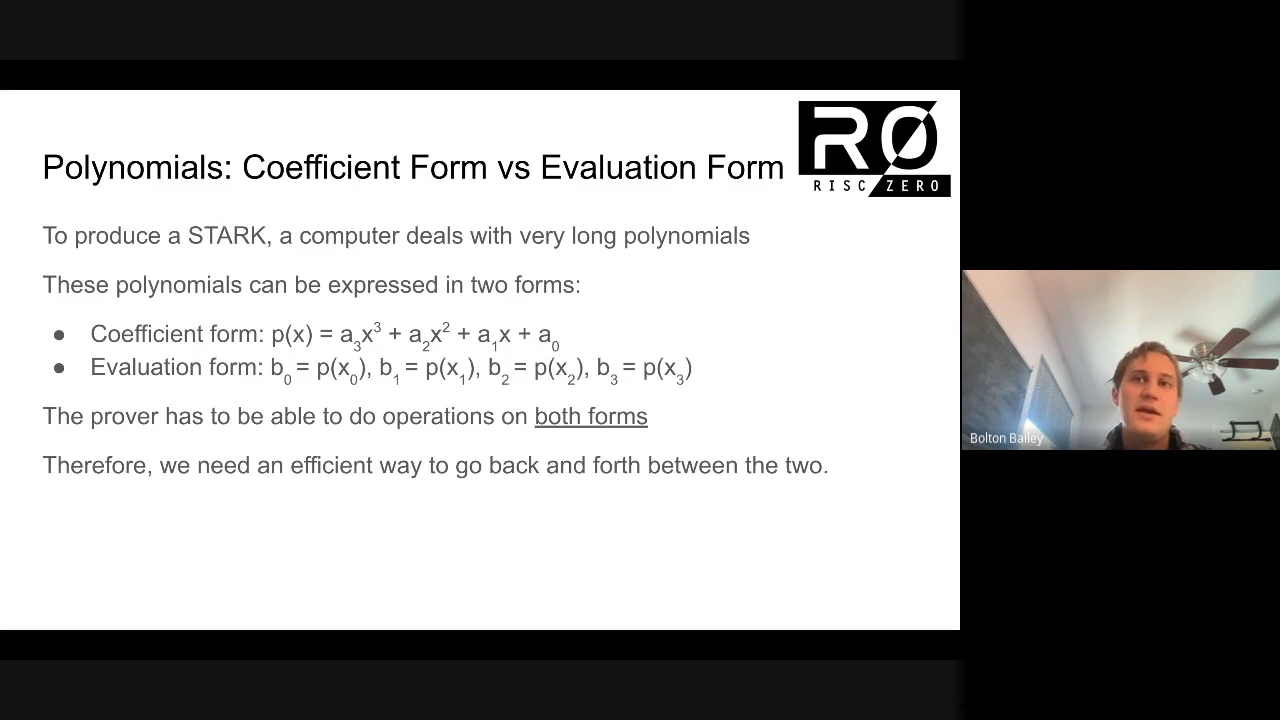 Polynomials: Coefficient Form vs Evaluation Form
RØ
RISC ZERO
To produce a STARK, a computer deals with very long polynomials
These polynomials can be expressed in two forms:
● Coefficient form: p(x) = a₃x³ + a₂x² + a₁x + a₀
● Evaluation form: b₀ = p(x₀), b₁ = p(x₁), b₂ = p(x₂), b₃ = p(x₃)
The prover has to be able to do operations on both forms
Therefore, we need an efficient way to go back and forth between the two.
Bolton Bailey